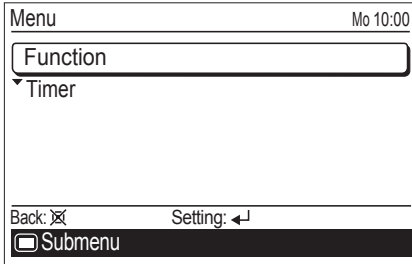 Menu Mo 10:00
Function
Timer
Back: Setting:
Submenu